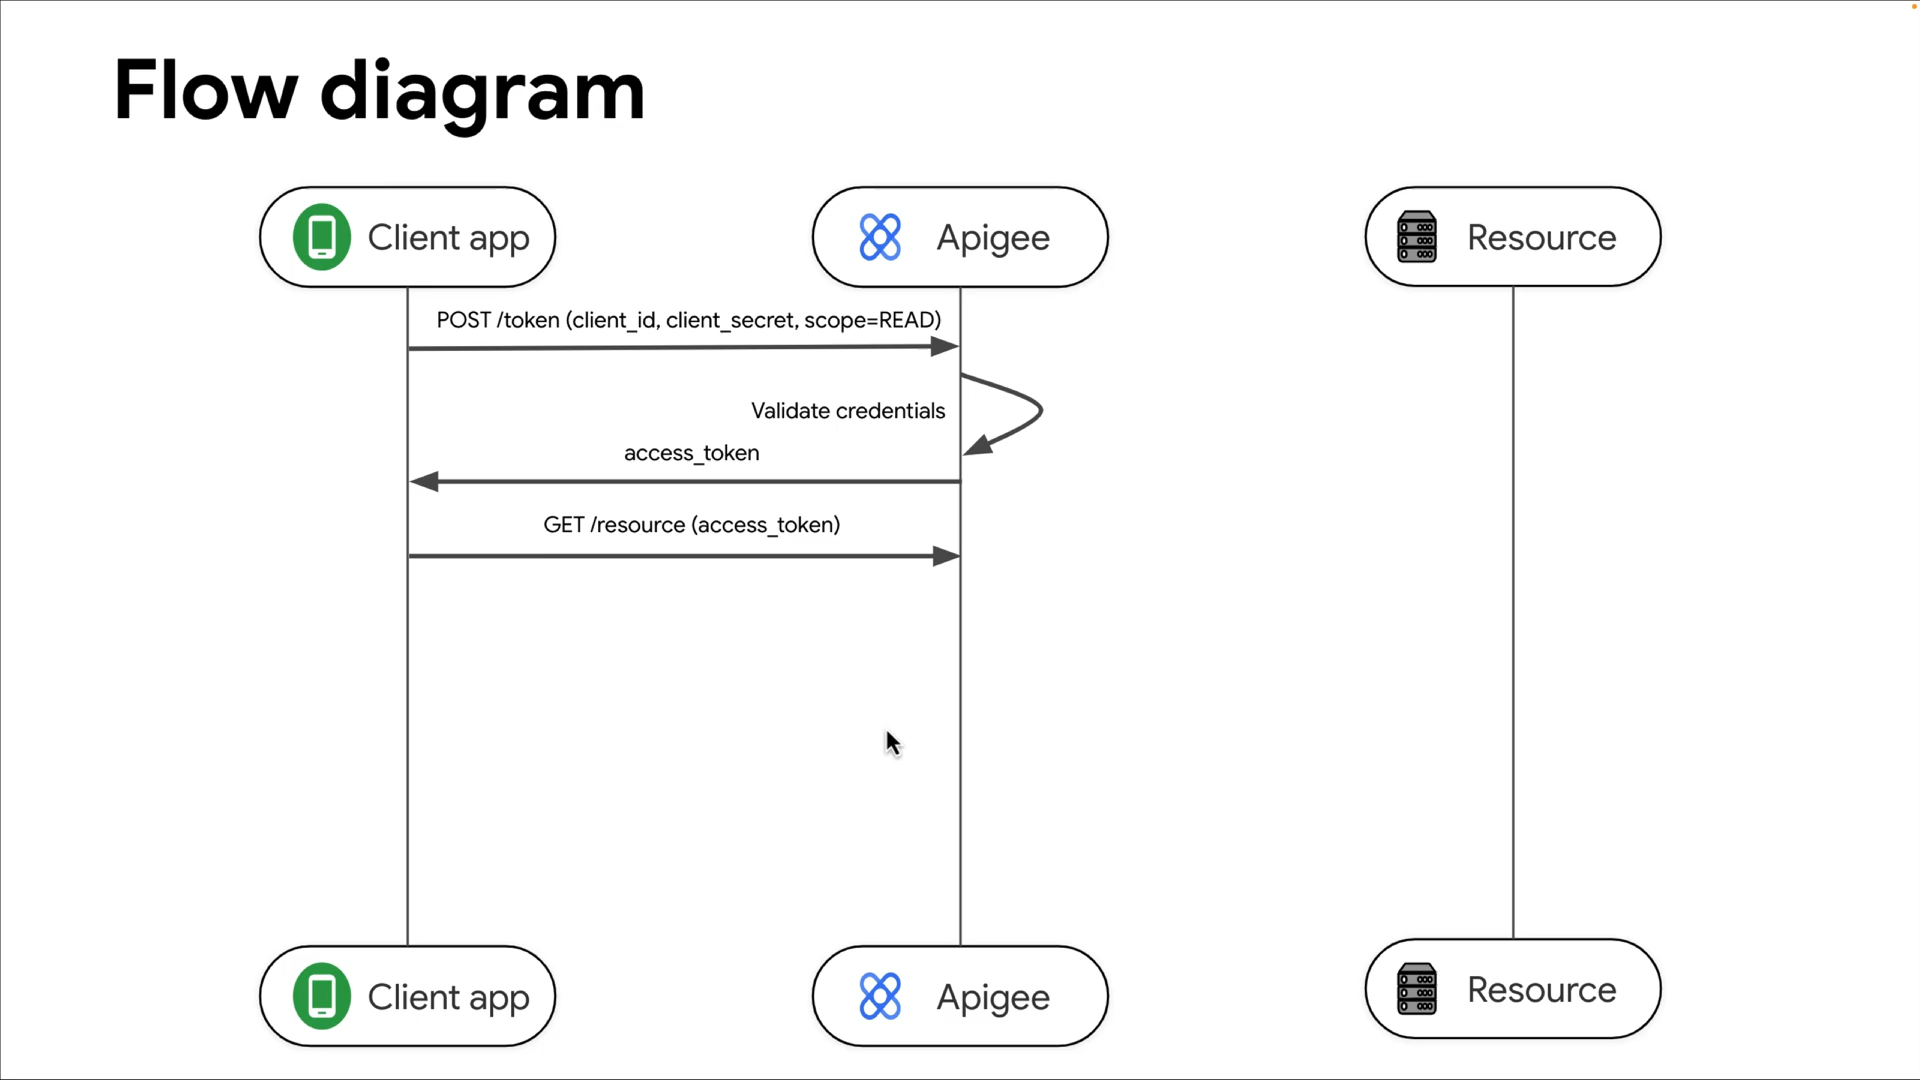 Flow diagram
Client app
Apigee
Resource
POST /token (client_id, client_secret, scope=READ)
Validate credentials
access_token
GET /resource (access_token)
Client app
Apigee
Resource